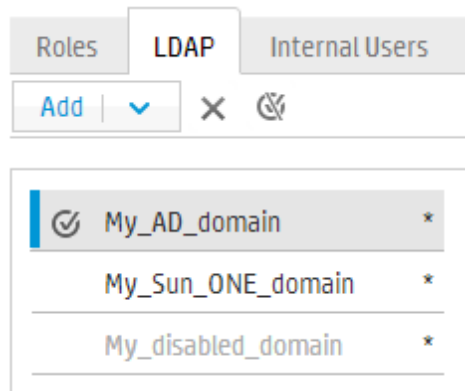 Roles LDAP Internal Users
Add
My_AD_domain *
My_Sun_ONE_domain *
My_disabled_domain *